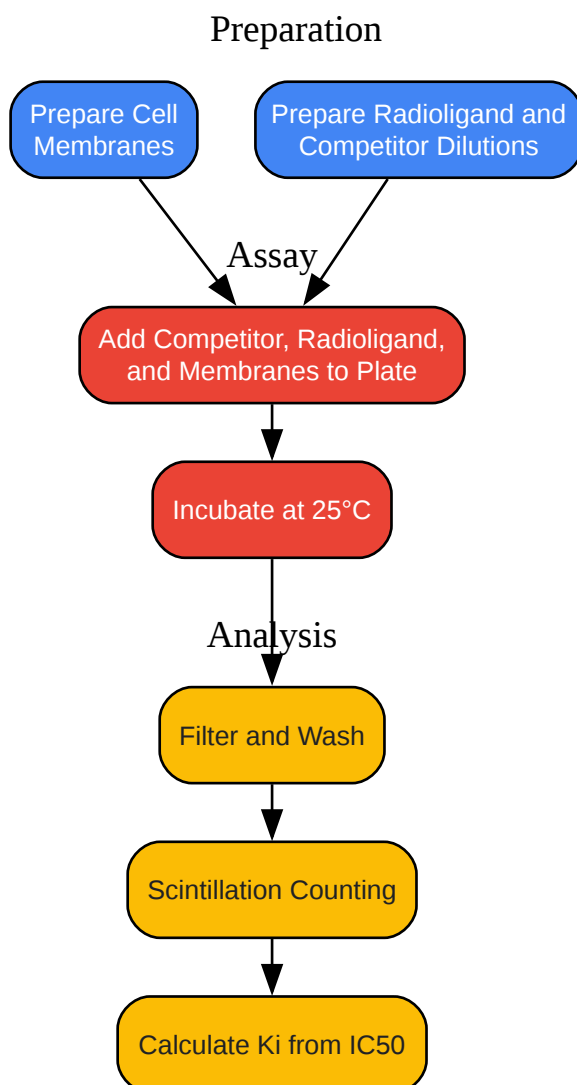 Preparation
Prepare Cell
Membranes
Prepare Radioligand and
Competitor Dilutions
Assay
Add Competitor, Radioligand,
and Membranes to Plate
Incubate at 25°C
Analysis
Filter and Wash
Scintillation Counting
Calculate Ki from IC50